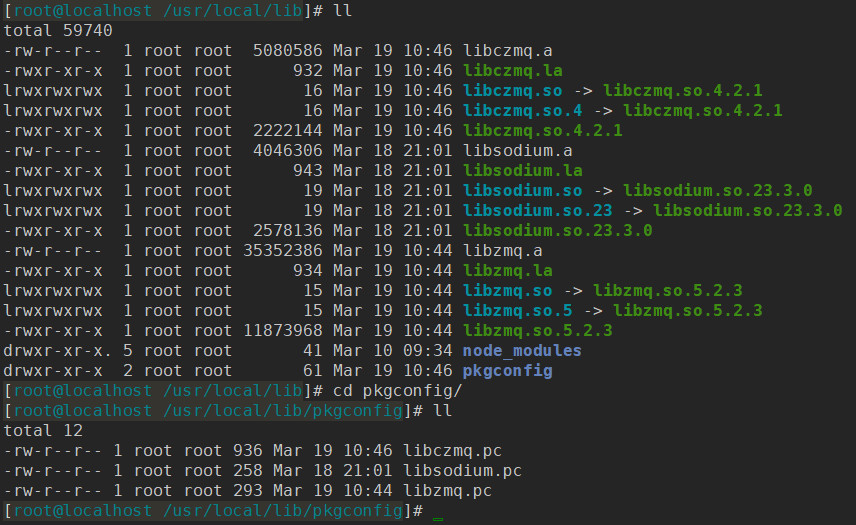 [root@localhost /usr/local/lib]# ll
total 59740
-rw-r--r--  1 root root  5080586 Mar 19 10:46 libczmq.a
-rwxr-xr-x  1 root root      932 Mar 19 10:46 libczmq.la
lrwxrwxrwx  1 root root       16 Mar 19 10:46 libczmq.so -> libczmq.so.4.2.1
lrwxrwxrwx  1 root root       16 Mar 19 10:46 libczmq.so.4 -> libczmq.so.4.2.1
-rwxr-xr-x  1 root root  2222144 Mar 19 10:46 libczmq.so.4.2.1
-rw-r--r--  1 root root  4046306 Mar 18 21:01 libsodium.a
-rwxr-xr-x  1 root root      943 Mar 18 21:01 libsodium.la
lrwxrwxrwx  1 root root       19 Mar 18 21:01 libsodium.so -> libsodium.so.23.3.0
lrwxrwxrwx  1 root root       19 Mar 18 21:01 libsodium.so.23 -> libsodium.so.23.3.0
-rwxr-xr-x  1 root root  2578136 Mar 18 21:01 libsodium.so.23.3.0
-rw-r--r--  1 root root 35352386 Mar 19 10:44 libzmq.a
-rwxr-xr-x  1 root root      934 Mar 19 10:44 libzmq.la
lrwxrwxrwx  1 root root       15 Mar 19 10:44 libzmq.so -> libzmq.so.5.2.3
lrwxrwxrwx  1 root root       15 Mar 19 10:44 libzmq.so.5 -> libzmq.so.5.2.3
-rwxr-xr-x  1 root root 11873968 Mar 19 10:44 libzmq.so.5.2.3
drwxr-xr-x. 5 root root       41 Mar 10 09:34 node_modules
drwxr-xr-x  2 root root       61 Mar 19 10:46 pkgconfig
[root@localhost /usr/local/lib]# cd pkgconfig/
[root@localhost /usr/local/lib/pkgconfig]# ll
total 12
-rw-r--r-- 1 root root 936 Mar 19 10:46 libczmq.pc
-rw-r--r-- 1 root root 258 Mar 18 21:01 libsodium.pc
-rw-r--r-- 1 root root 293 Mar 19 10:44 libzmq.pc
[root@localhost /usr/local/lib/pkgconfig]# _